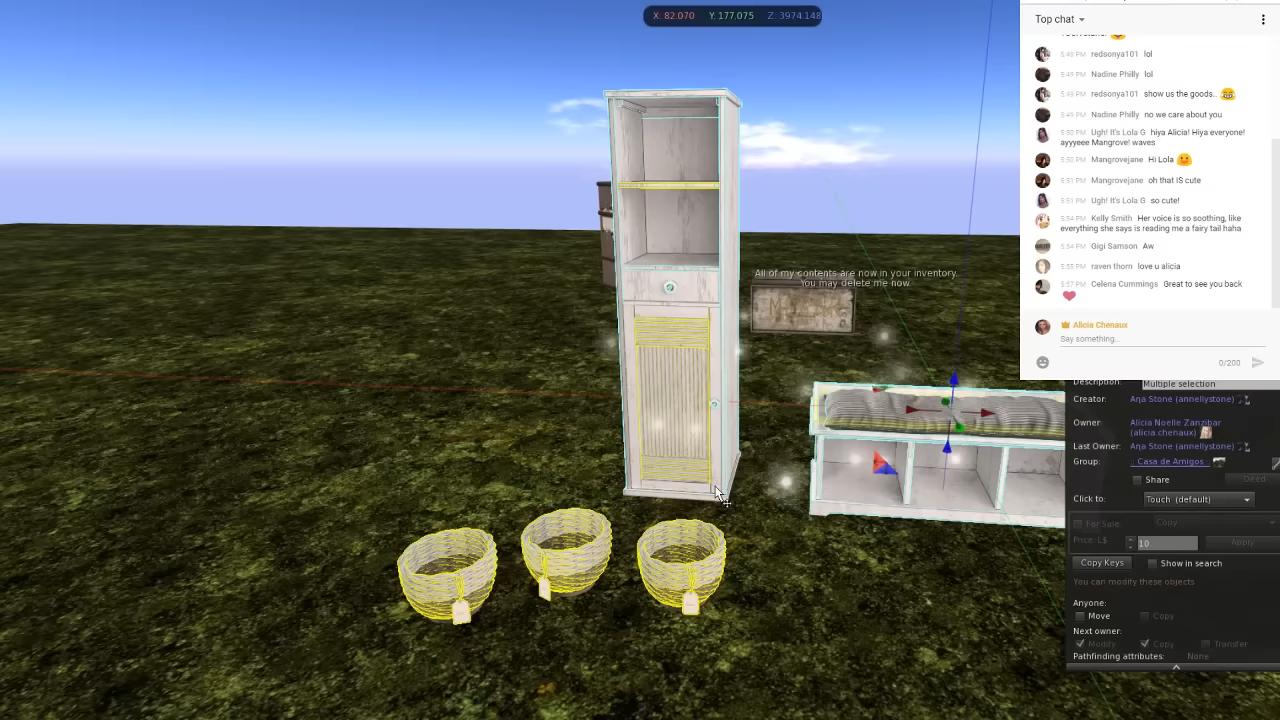 X: 82.070 Y: 177.075 Z: 3974.148
Top chat
5:49 PM redsonya101 lol
5:49 PM Nadine Philly lol
5:49 PM redsonya101 show us the goods..
5:49 PM Nadine Philly no we care about you
5:50 PM Ugh! It's Lola G hiya Alicia! Hiya everyone!
ayyyeee Mangrove! waves
5:50 PM Mangrovejane Hi Lola
5:51 PM Mangrovejane oh that IS cute
5:51 PM Ugh! It's Lola G so cute!
5:54 PM Kelly Smith Her voice is so soothing, like
everything she says is reading me a fairy tail haha
5:54 PM Gigi Samson Aw
5:55 PM raven thorn love u alicia
5:57 PM Celena Cummings Great to see you back
Alicia Chenaux
Say something...
0/200
All of my contents are now in your inventory.
You may delete me now.
Description: Multiple selection
Creator: Ana Stone (annellystone)
Owner: Alicia Noelle Zanzibar
(alicia.chenaux)
Last Owner: Ana Stone (annellystone)
Group: Casa de Amigos
Share Deed
Click to: Touch (default)
For Sale: Copy
Price: L$ 10 Apply
Copy Keys Show in search
You can modify these objects
Anyone:
Move Copy
Next owner:
Modify Copy Transfer
Pathfinding attributes: None